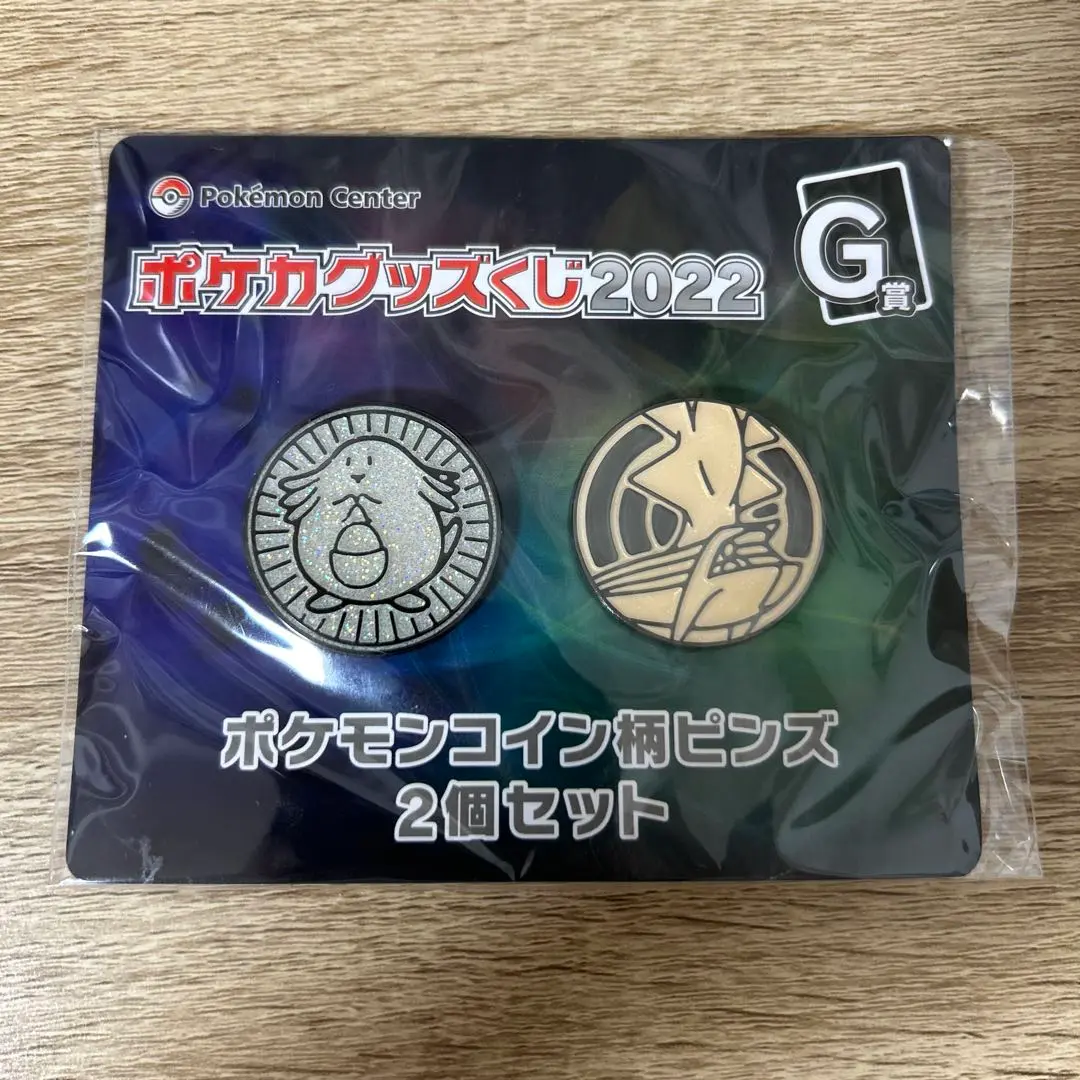 Pokémon Center
ポケカグッズくじ2022
G賞
ポケモンコイン柄ピンズ
2個セット